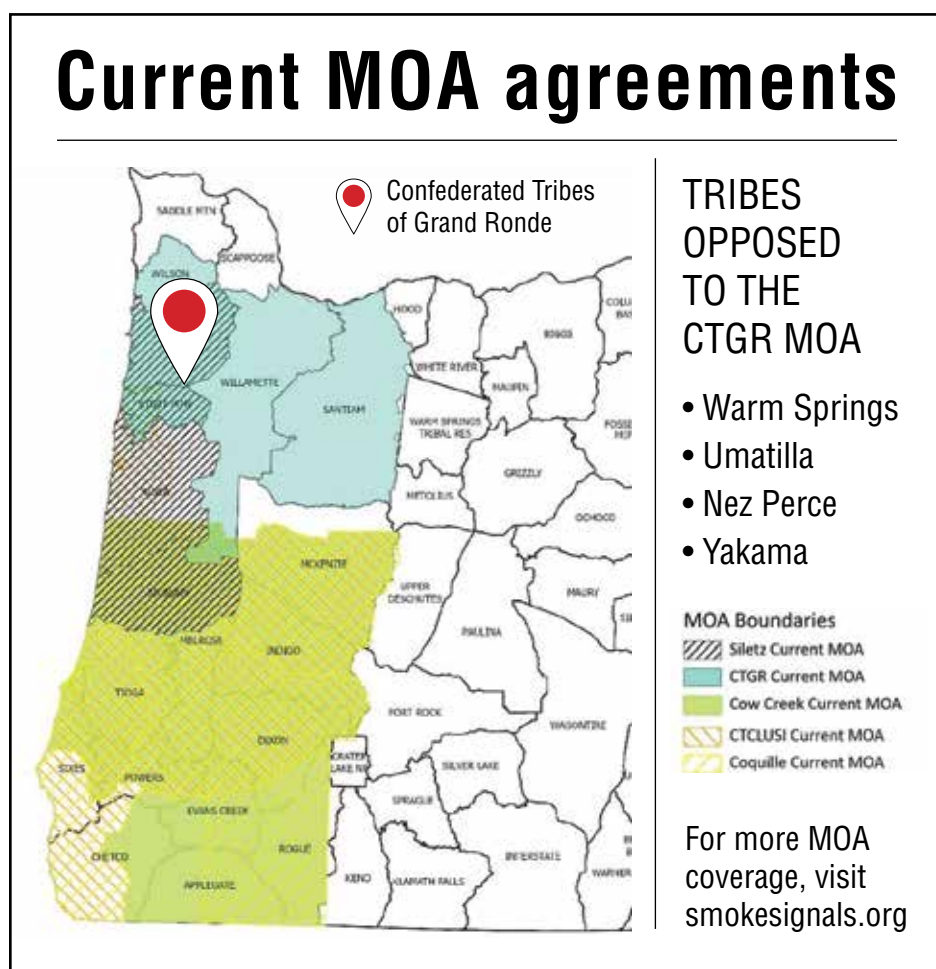 Current MOA agreements
Confederated Tribes
of Grand Ronde
SADDLE MTN
SCAPPOOSE
WILSON
HOOD
BIGGS
WHITE RIVER
WILLAMETTE
MAUPIN
SANTIAM
WARM SPRINGS
TRIBAL RES
GRIZZLY
METOLIUS
OCHOCO
MCKENZIE
UPPER
DESCHUTES
MAURY
PAULINA
MELROSE
INDIGO
TIOGA
FORT ROCK
WAGONTIRE
DIXON
CRATER
LAKE NP
SIXES
POWERS
SILVER LAKE
SPRAGUE
EVANS CREEK
ROGUE
CHETCO
INTERSTATE
APPLEGATE
KENO
KLAMATH FALLS
WARNER
TRIBES
OPPOSED
TO THE
CTGR MOA
• Warm Springs
• Umatilla
• Nez Perce
• Yakama
MOA Boundaries
Siletz Current MOA
CTGR Current MOA
Cow Creek Current MOA
CTCLUSI Current MOA
Coquille Current MOA
For more MOA
coverage, visit
smokesignals.org